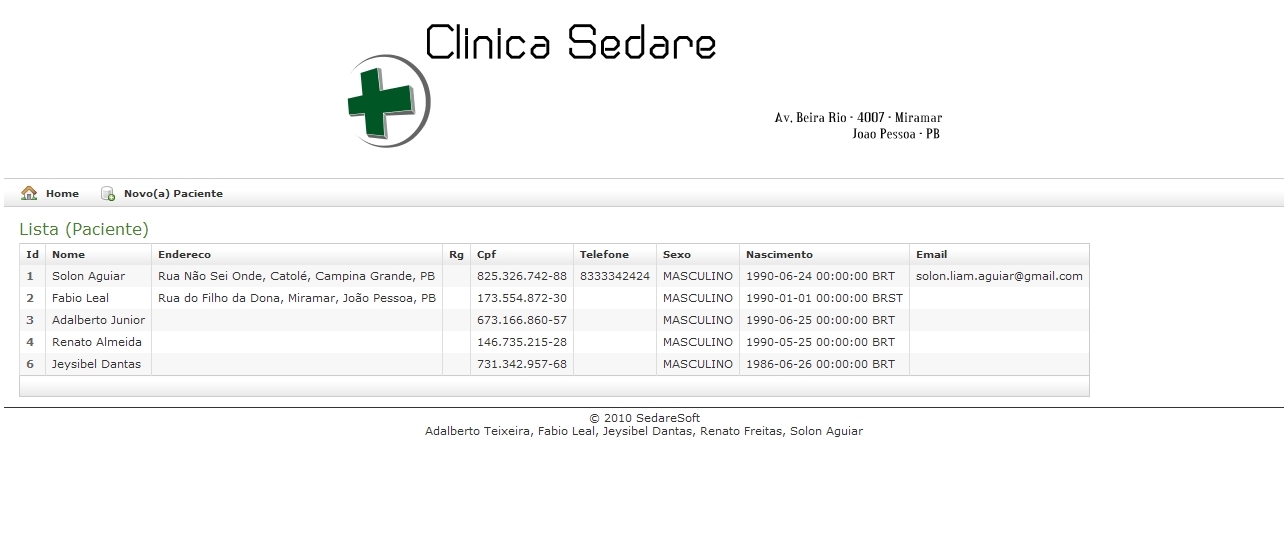 Clinica Sedare
Av. Beira Rio - 4007 - Miramar
Joao Pessoa - PB
Home Novo(a) Paciente
Lista (Paciente)
Id Nome Endereco Rg Cpf Telefone Sexo Nascimento Email
1 Solon Aguiar Rua Não Sei Onde, Catolé, Campina Grande, PB 825.326.742-88 8333342424 MASCULINO 1990-06-24 00:00:00 BRT solon.liam.aguiar@gmail.com
2 Fabio Leal Rua do Filho da Dona, Miramar, João Pessoa, PB 173.554.872-30 MASCULINO 1990-01-01 00:00:00 BRST
3 Adalberto Junior 673.166.860-57 MASCULINO 1990-06-25 00:00:00 BRT
4 Renato Almeida 146.735.215-28 MASCULINO 1990-05-25 00:00:00 BRT
6 Jeysibel Dantas 731.342.957-68 MASCULINO 1986-06-26 00:00:00 BRT
© 2010 SedareSoft
Adalberto Teixeira, Fabio Leal, Jeysibel Dantas, Renato Freitas, Solon Aguiar